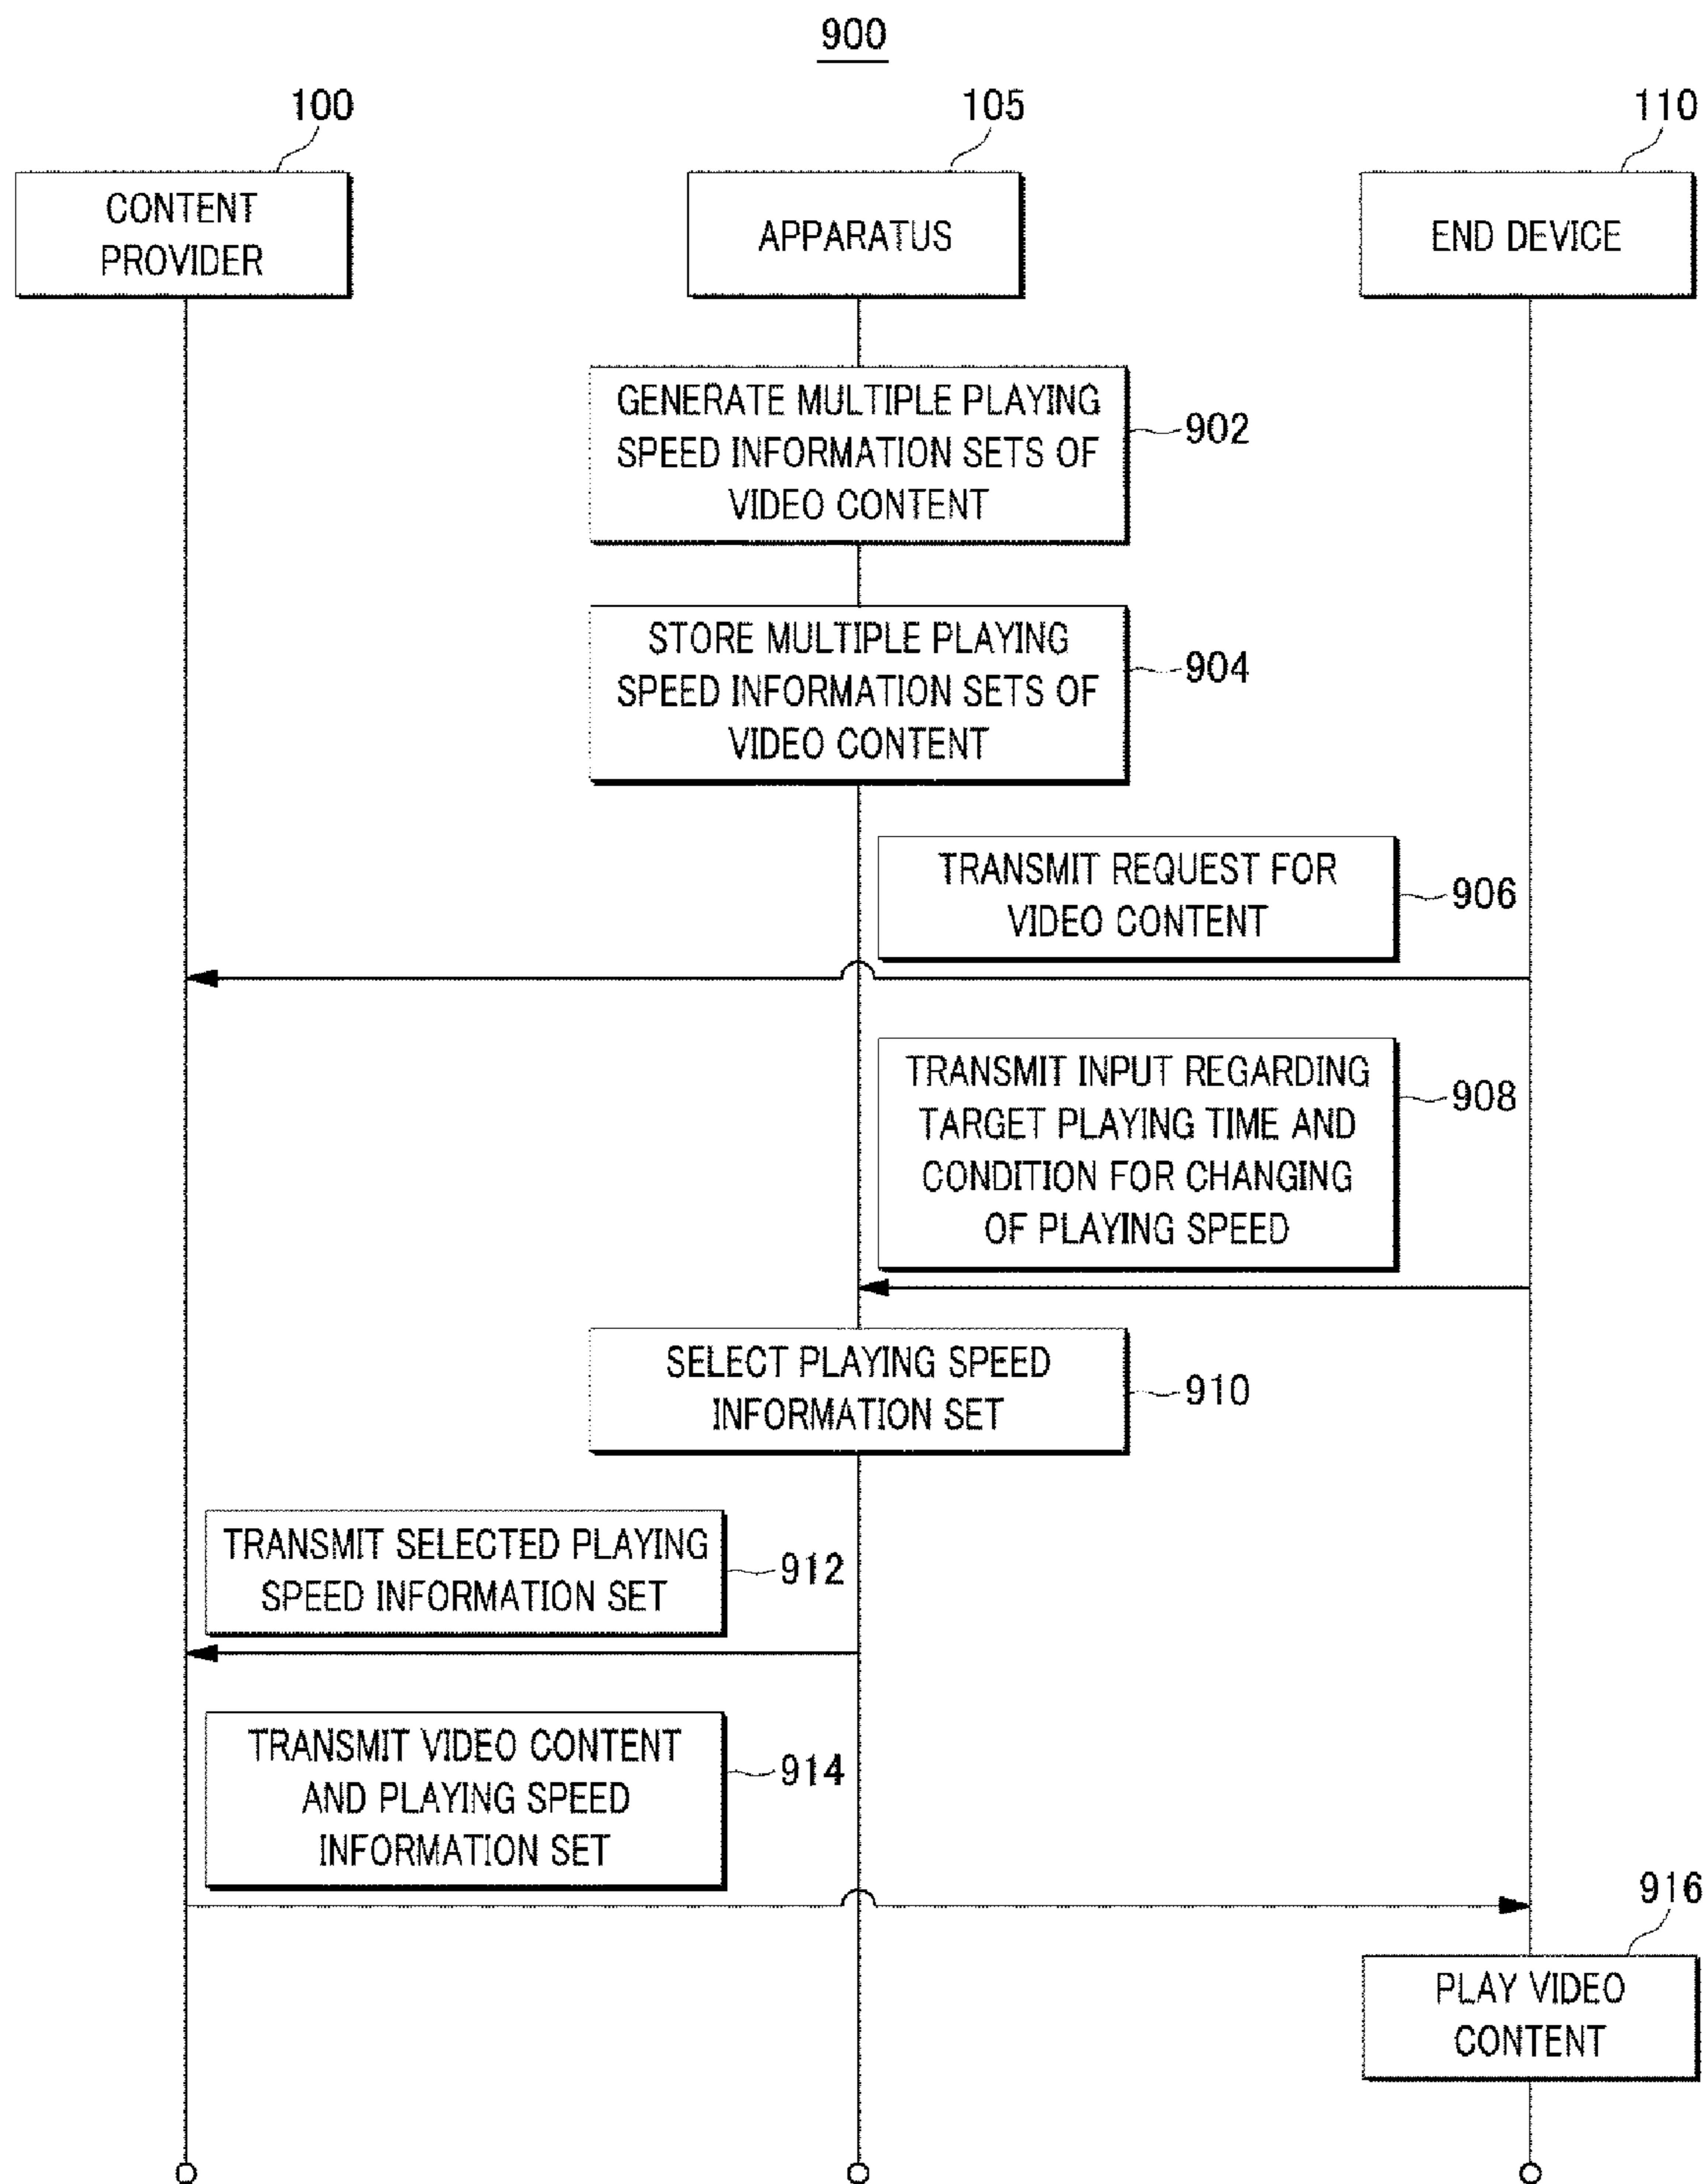 900
100
105
110
CONTENT
PROVIDER
APPARATUS
END DEVICE
GENERATE MULTIPLE PLAYING
SPEED INFORMATION SETS OF
VIDEO CONTENT
902
STORE MULTIPLE PLAYING
SPEED INFORMATION SETS OF
VIDEO CONTENT
904
TRANSMIT REQUEST FOR
VIDEO CONTENT
906
TRANSMIT INPUT REGARDING
TARGET PLAYING TIME AND
CONDITION FOR CHANGING
OF PLAYING SPEED
908
SELECT PLAYING SPEED
INFORMATION SET
910
TRANSMIT SELECTED PLAYING
SPEED INFORMATION SET
912
TRANSMIT VIDEO CONTENT
AND PLAYING SPEED
INFORMATION SET
914
916
PLAY VIDEO
CONTENT